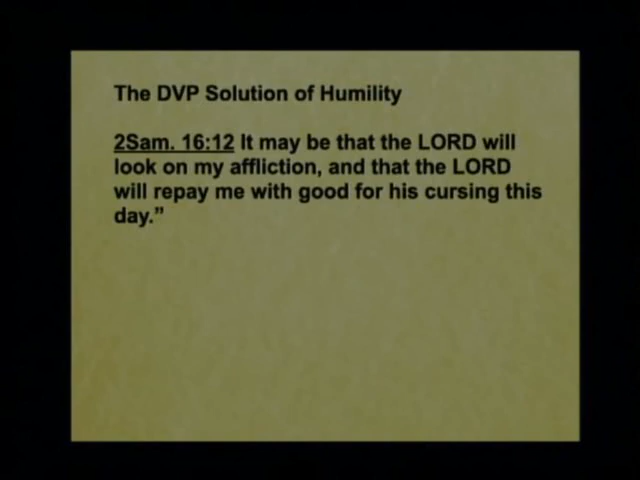 The DVP Solution of Humility
2Sam. 16:12 It may be that the LORD will
look on my affliction, and that the LORD
will repay me with good for his cursing this
day.”